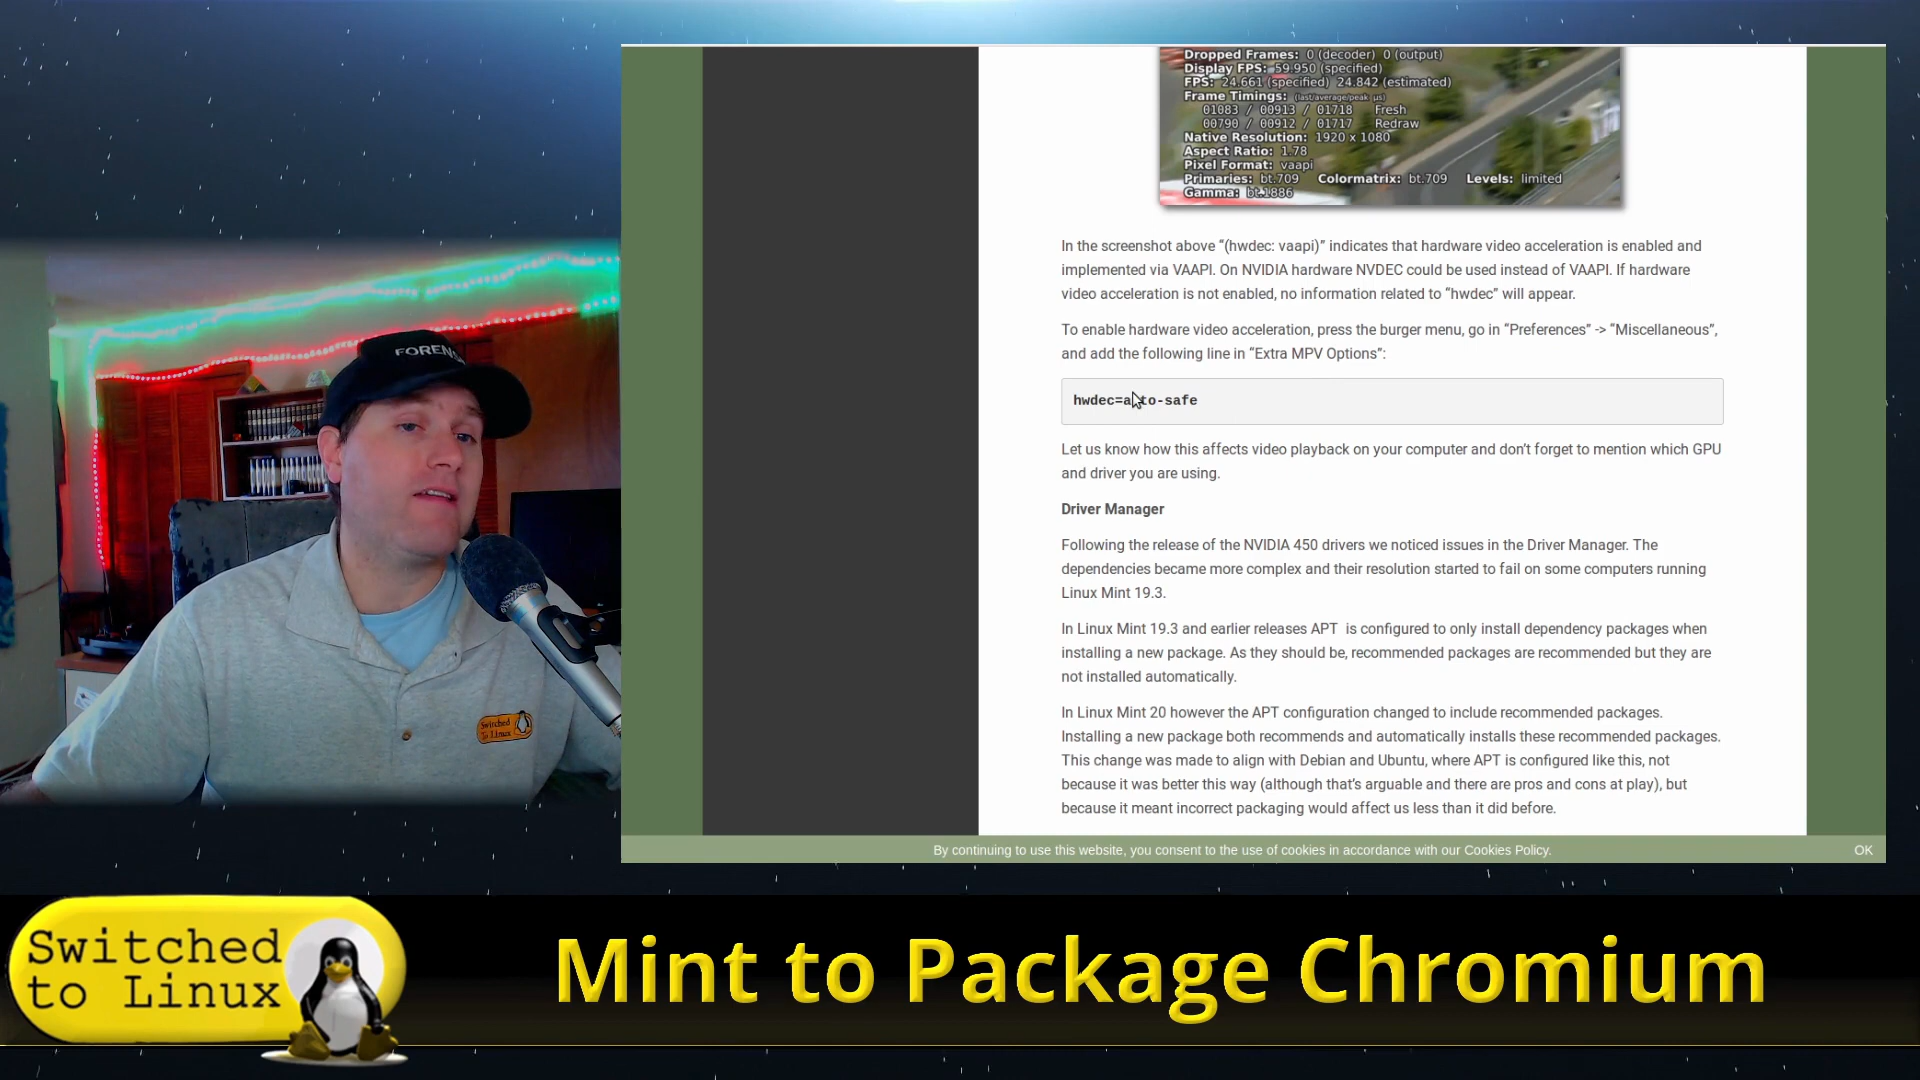 Dropped Frames: 0 (decoder) 0 (output)
Display FPS: 59.950 (specified)
FPS: 24.661 (specified) 24.842 (estimated)
Frame Timings: (last/average/peak µs)
01083 / 00913 / 01718 Fresh
00790 / 00912 / 01717 Redraw
Native Resolution: 1920 x 1080
Aspect Ratio: 1.78
Pixel Format: vaapi
Primaries: bt.709 Colormatrix: bt.709 Levels: limited
Gamma: bt.1886
In the screenshot above “(hwdec: vaapi)” indicates that hardware video acceleration is enabled and
implemented via VAAPI. On NVIDIA hardware NVDEC could be used instead of VAAPI. If hardware
video acceleration is not enabled, no information related to “hwdec” will appear.
To enable hardware video acceleration, press the burger menu, go in “Preferences” -> “Miscellaneous”,
and add the following line in “Extra MPV Options”:
hwdec=auto-safe
Let us know how this affects video playback on your computer and don’t forget to mention which GPU
and driver you are using.
Driver Manager
Following the release of the NVIDIA 450 drivers we noticed issues in the Driver Manager. The
dependencies became more complex and their resolution started to fail on some computers running
Linux Mint 19.3.
In Linux Mint 19.3 and earlier releases APT is configured to only install dependency packages when
installing a new package. As they should be, recommended packages are recommended but they are
not installed automatically.
In Linux Mint 20 however the APT configuration changed to include recommended packages.
Installing a new package both recommends and automatically installs these recommended packages.
This change was made to align with Debian and Ubuntu, where APT is configured like this, not
because it was better this way (although that’s arguable and there are pros and cons at play), but
because it meant incorrect packaging would affect us less than it did before.
By continuing to use this website, you consent to the use of cookies in accordance with our Cookies Policy.
OK
Switched
To Linux
Switched
to Linux
Mint to Package Chromium